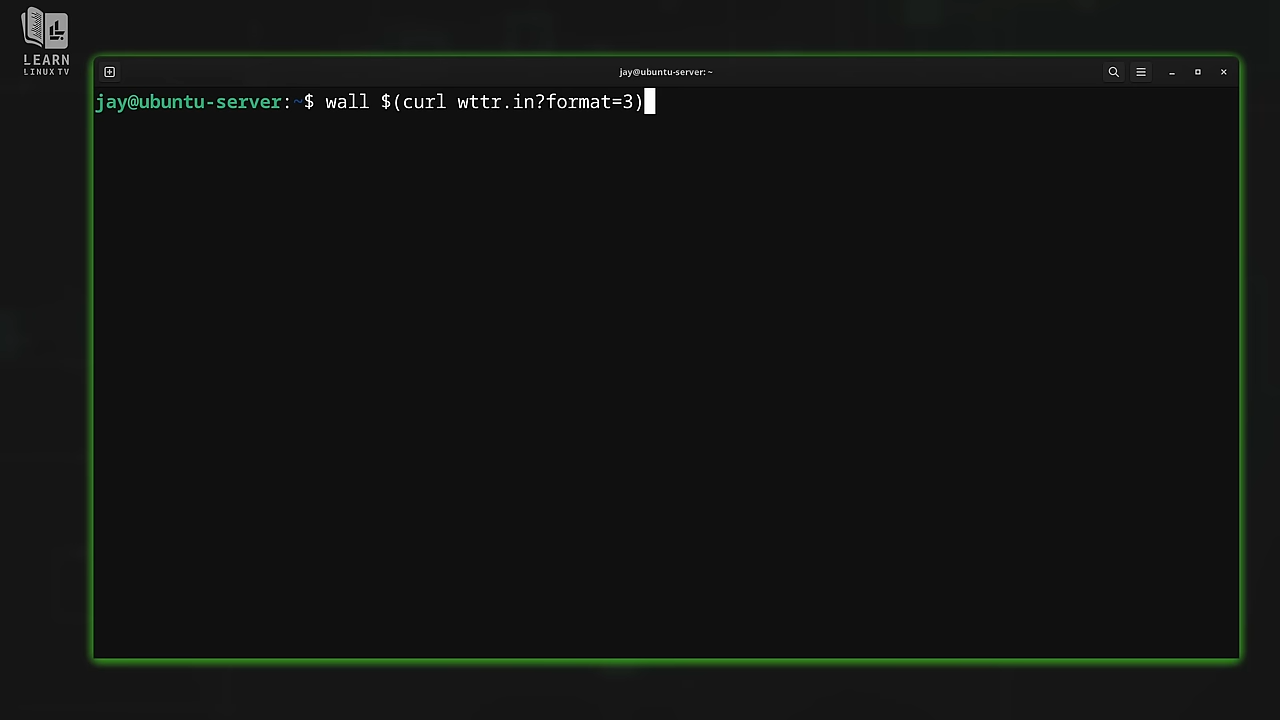 LEARN
LINUX TV
jay@ubuntu-server: ~
jay@ubuntu-server:~$ wall $(curl wttr.in?format=3)